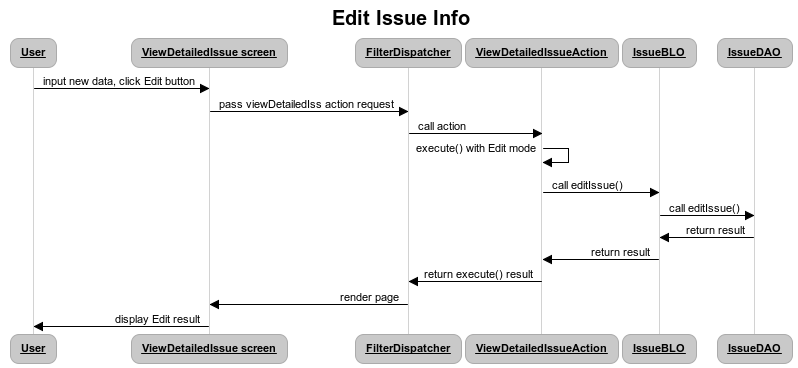 Edit Issue Info
User
ViewDetailedIssue screen
FilterDispatcher
ViewDetailedIssueAction
IssueBLO
IssueDAO
input new data, click Edit button
pass viewDetailedIss action request
call action
execute() with Edit mode
call editIssue()
call editIssue()
return result
return result
return execute() result
render page
display Edit result
User
ViewDetailedIssue screen
FilterDispatcher
ViewDetailedIssueAction
IssueBLO
IssueDAO